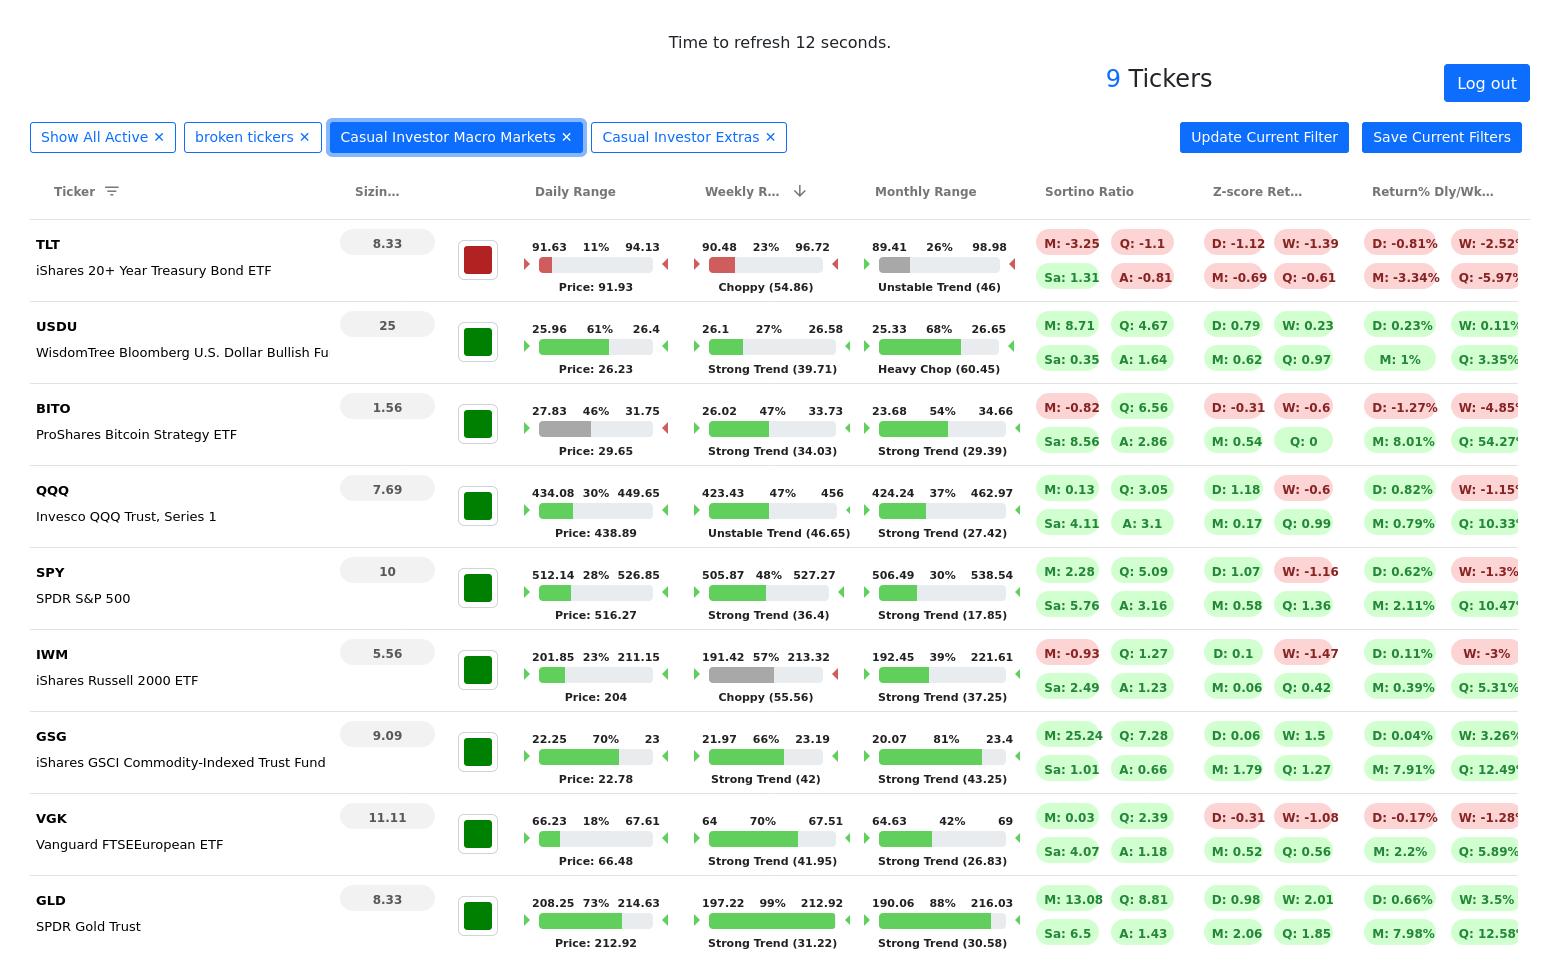 Time to refresh 12 seconds.
9 Tickers
Log out
Show All Active ✕ broken tickers ✕ Casual Investor Macro Markets ✕ Casual Investor Extras ✕ Update Current Filter Save Current Filters
Ticker Sizin... Daily Range Weekly R... Monthly Range Sortino Ratio Z-score Ret... Return% Dly/Wk...
TLT 8.33 91.63 11% 94.13 90.48 23% 96.72 89.41 26% 98.98 M: -3.25 Q: -1.1 D: -1.12 W: -1.39 D: -0.81% W: -2.52%
iShares 20+ Year Treasury Bond ETF Price: 91.93 Choppy (54.86) Unstable Trend (46) Sa: 1.31 A: -0.81 M: -0.69 Q: -0.61 M: -3.34% Q: -5.97%
USDU 25 25.96 61% 26.4 26.1 27% 26.58 25.33 68% 26.65 M: 8.71 Q: 4.67 D: 0.79 W: 0.23 D: 0.23% W: 0.11%
WisdomTree Bloomberg U.S. Dollar Bullish Fu Price: 26.23 Strong Trend (39.71) Heavy Chop (60.45) Sa: 0.35 A: 1.64 M: 0.62 Q: 0.97 M: 1% Q: 3.35%
BITO 1.56 27.83 46% 31.75 26.02 47% 33.73 23.68 54% 34.66 M: -0.82 Q: 6.56 D: -0.31 W: -0.6 D: -1.27% W: -4.85%
ProShares Bitcoin Strategy ETF Price: 29.65 Strong Trend (34.03) Strong Trend (29.39) Sa: 8.56 A: 2.86 M: 0.54 Q: 0 M: 8.01% Q: 54.27%
QQQ 7.69 434.08 30% 449.65 423.43 47% 456 424.24 37% 462.97 M: 0.13 Q: 3.05 D: 1.18 W: -0.6 D: 0.82% W: -1.15%
Invesco QQQ Trust, Series 1 Price: 438.89 Unstable Trend (46.65) Strong Trend (27.42) Sa: 4.11 A: 3.1 M: 0.17 Q: 0.99 M: 0.79% Q: 10.33%
SPY 10 512.14 28% 526.85 505.87 48% 527.27 506.49 30% 538.54 M: 2.28 Q: 5.09 D: 1.07 W: -1.16 D: 0.62% W: -1.3%
SPDR S&P 500 Price: 516.27 Strong Trend (36.4) Strong Trend (17.85) Sa: 5.76 A: 3.16 M: 0.58 Q: 1.36 M: 2.11% Q: 10.47%
IWM 5.56 201.85 23% 211.15 191.42 57% 213.32 192.45 39% 221.61 M: -0.93 Q: 1.27 D: 0.1 W: -1.47 D: 0.11% W: -3%
iShares Russell 2000 ETF Price: 204 Choppy (55.56) Strong Trend (37.25) Sa: 2.49 A: 1.23 M: 0.06 Q: 0.42 M: 0.39% Q: 5.31%
GSG 9.09 22.25 70% 23 21.97 66% 23.19 20.07 81% 23.4 M: 25.24 Q: 7.28 D: 0.06 W: 1.5 D: 0.04% W: 3.26%
iShares GSCI Commodity-Indexed Trust Fund Price: 22.78 Strong Trend (42) Strong Trend (43.25) Sa: 1.01 A: 0.66 M: 1.79 Q: 1.27 M: 7.91% Q: 12.49%
VGK 11.11 66.23 18% 67.61 64 70% 67.51 64.63 42% 69 M: 0.03 Q: 2.39 D: -0.31 W: -1.08 D: -0.17% W: -1.28%
Vanguard FTSEEuropean ETF Price: 66.48 Strong Trend (41.95) Strong Trend (26.83) Sa: 4.07 A: 1.18 M: 0.52 Q: 0.56 M: 2.2% Q: 5.89%
GLD 8.33 208.25 73% 214.63 197.22 99% 212.92 190.06 88% 216.03 M: 13.08 Q: 8.81 D: 0.98 W: 2.01 D: 0.66% W: 3.5%
SPDR Gold Trust Price: 212.92 Strong Trend (31.22) Strong Trend (30.58) Sa: 6.5 A: 1.43 M: 2.06 Q: 1.85 M: 7.98% Q: 12.58%